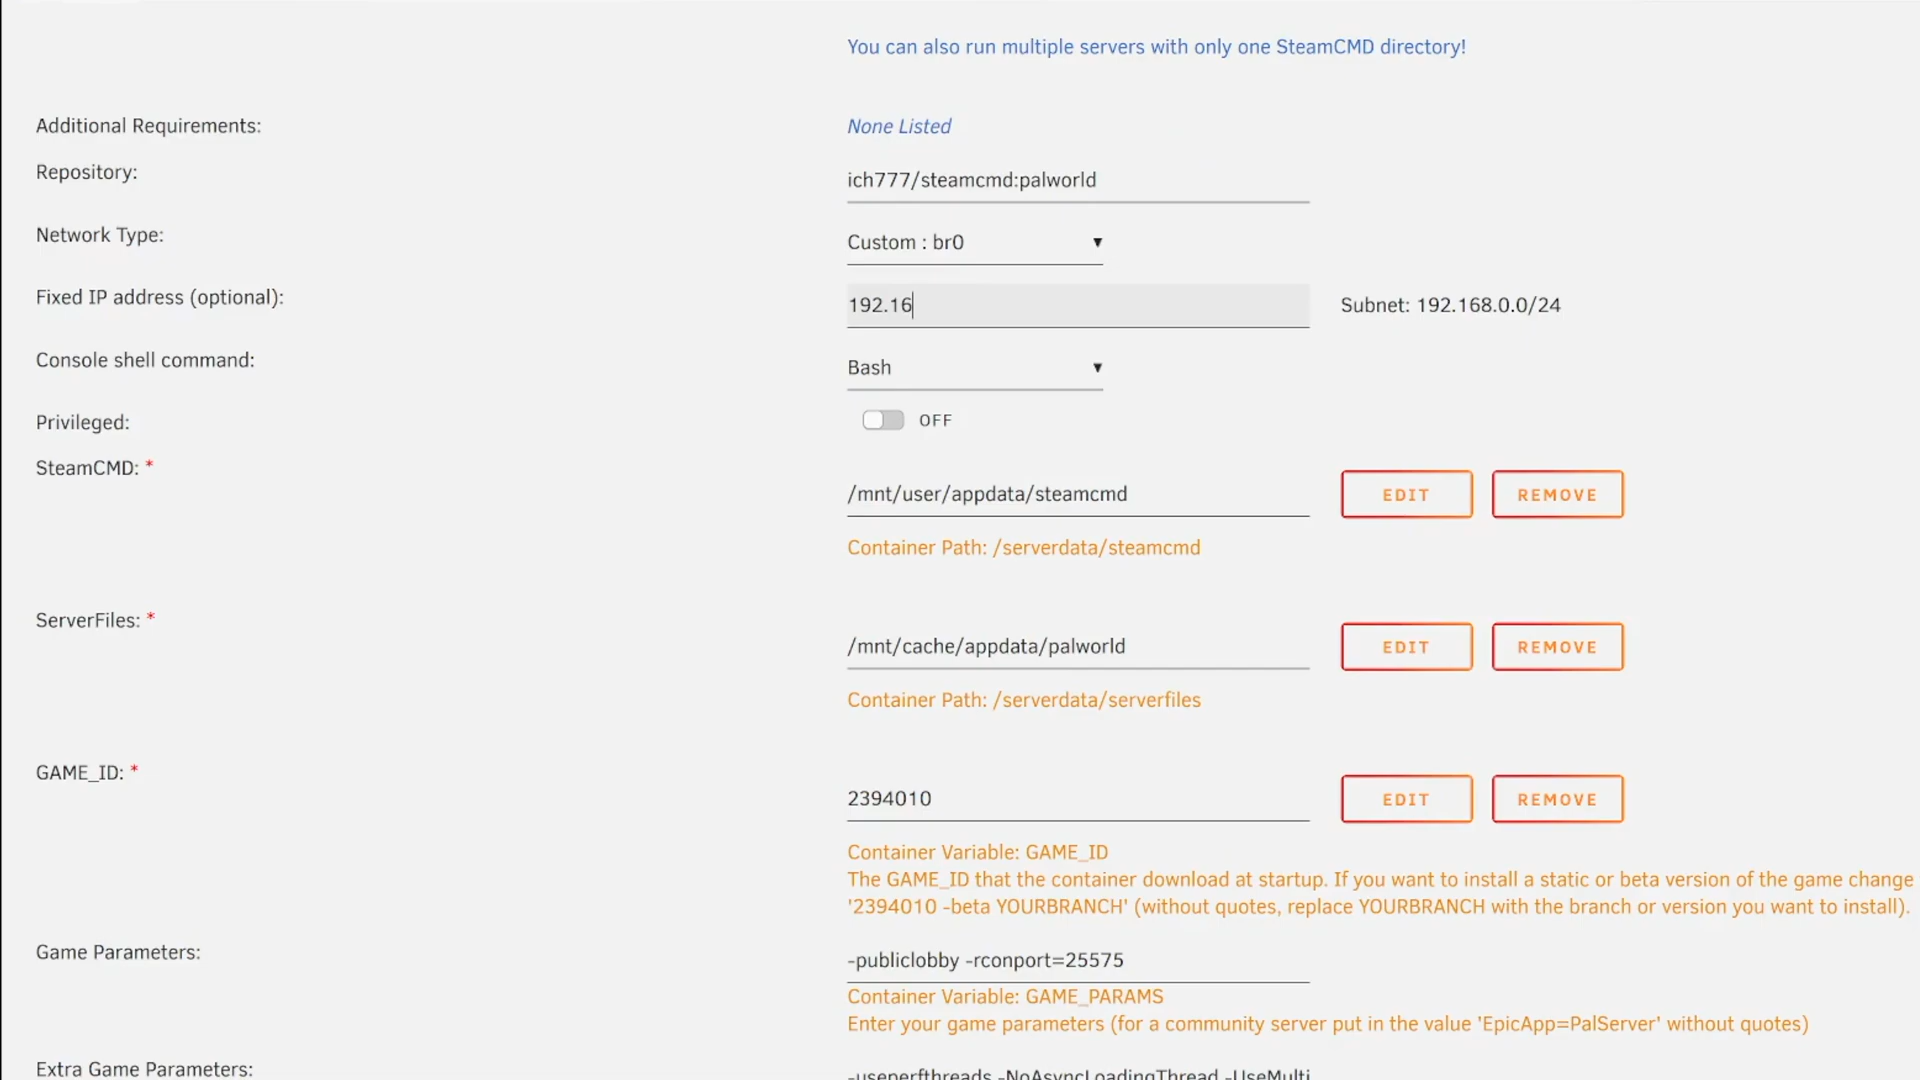 You can also run multiple servers with only one SteamCMD directory!
Additional Requirements:
None Listed
Repository:
ich777/steamcmd:palworld
Network Type:
Custom : br0
Fixed IP address (optional):
192.16
Subnet: 192.168.0.0/24
Console shell command:
Bash
Privileged:
OFF
SteamCMD: *
/mnt/user/appdata/steamcmd
EDIT
REMOVE
Container Path: /serverdata/steamcmd
ServerFiles: *
/mnt/cache/appdata/palworld
EDIT
REMOVE
Container Path: /serverdata/serverfiles
GAME_ID: *
2394010
EDIT
REMOVE
Container Variable: GAME_ID
The GAME_ID that the container download at startup. If you want to install a static or beta version of the game change
'2394010 -beta YOURBRANCH' (without quotes, replace YOURBRANCH with the branch or version you want to install).
Game Parameters:
-publiclobby -rconport=25575
Container Variable: GAME_PARAMS
Enter your game parameters (for a community server put in the value 'EpicApp=PalServer' without quotes)
Extra Game Parameters:
-useperfthreads -NoAsyncLoadingThread -UseMulti